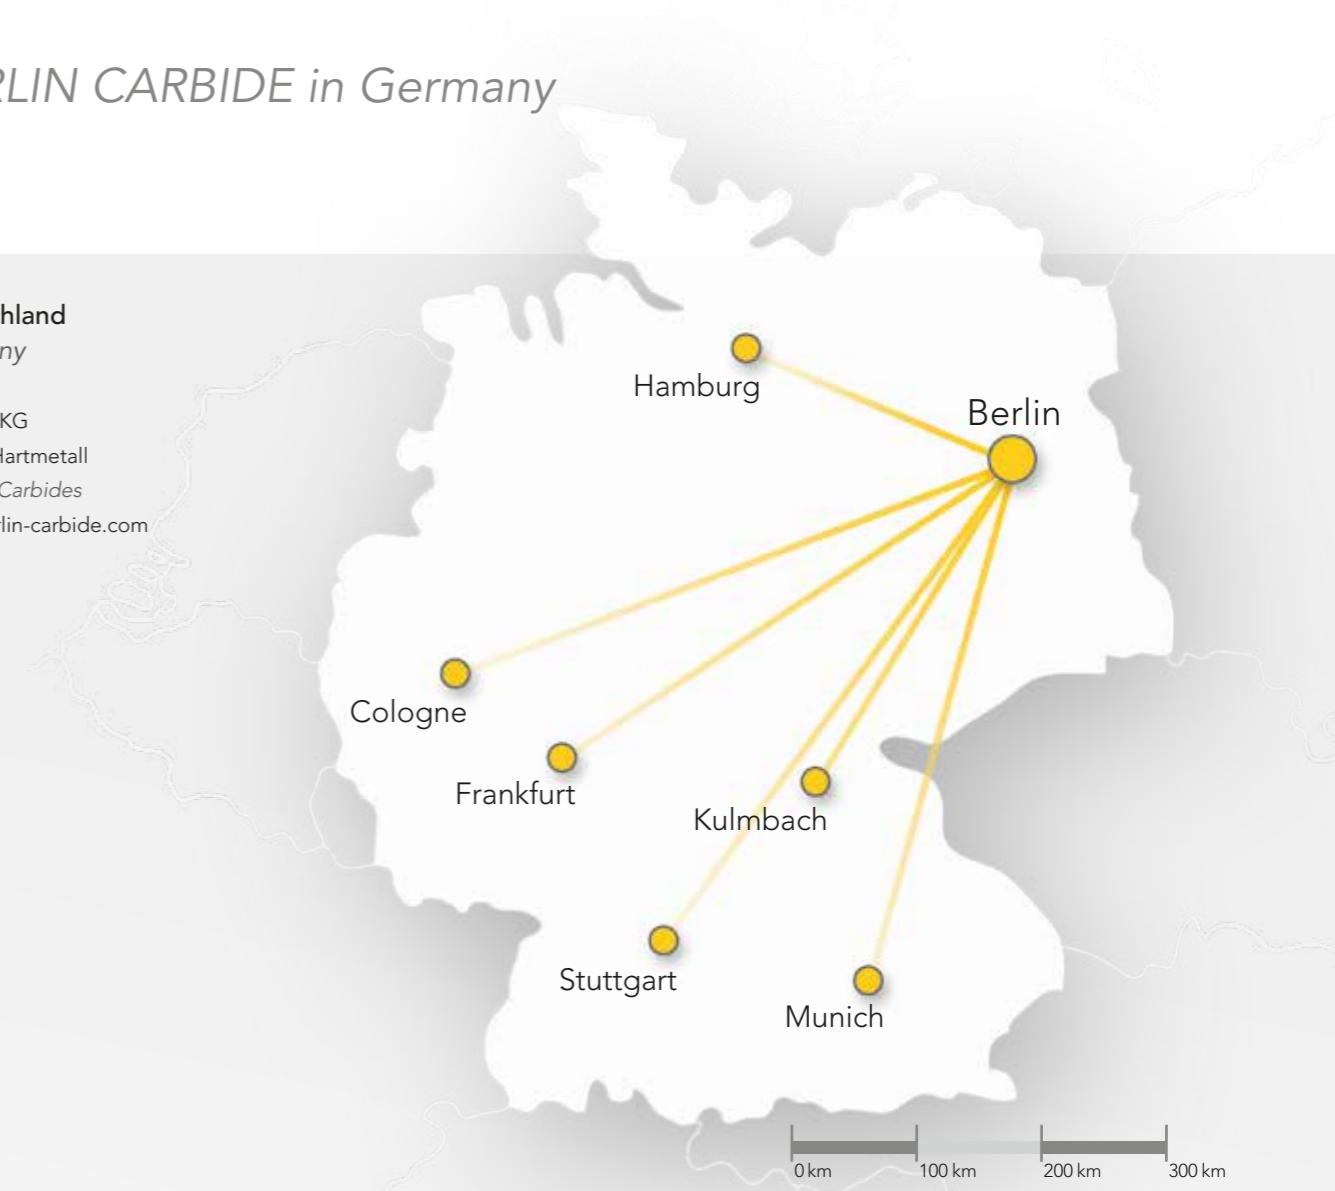 RLIN CARBIDE in Germany
hland
ny
KG
Hartmetall
Carbides
rlin-carbide.com
Hamburg
Berlin
Cologne
Frankfurt
Kulmbach
Stuttgart
Munich
0 km 100 km 200 km 300 km